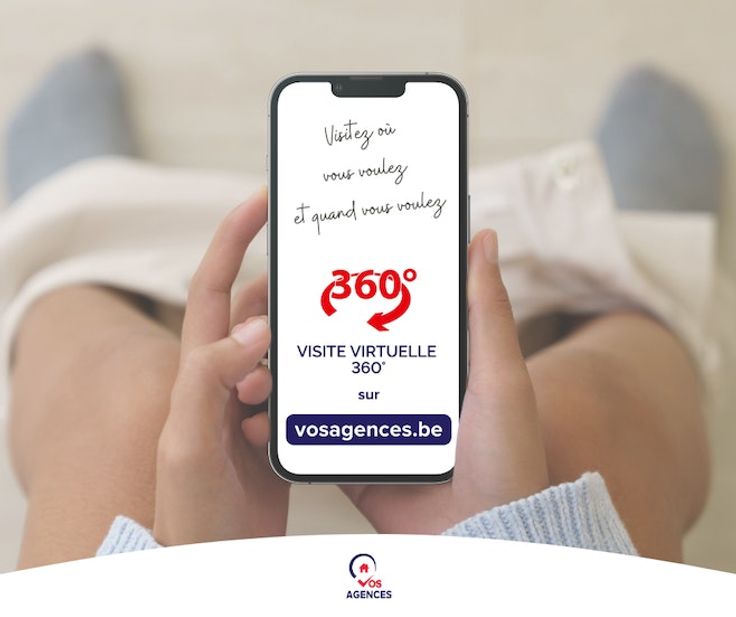 Visitez où
vous voulez
et quand vous voulez
360°
VISITE VIRTUELLE
360°
sur
vosagences.be
VOS
AGENCES